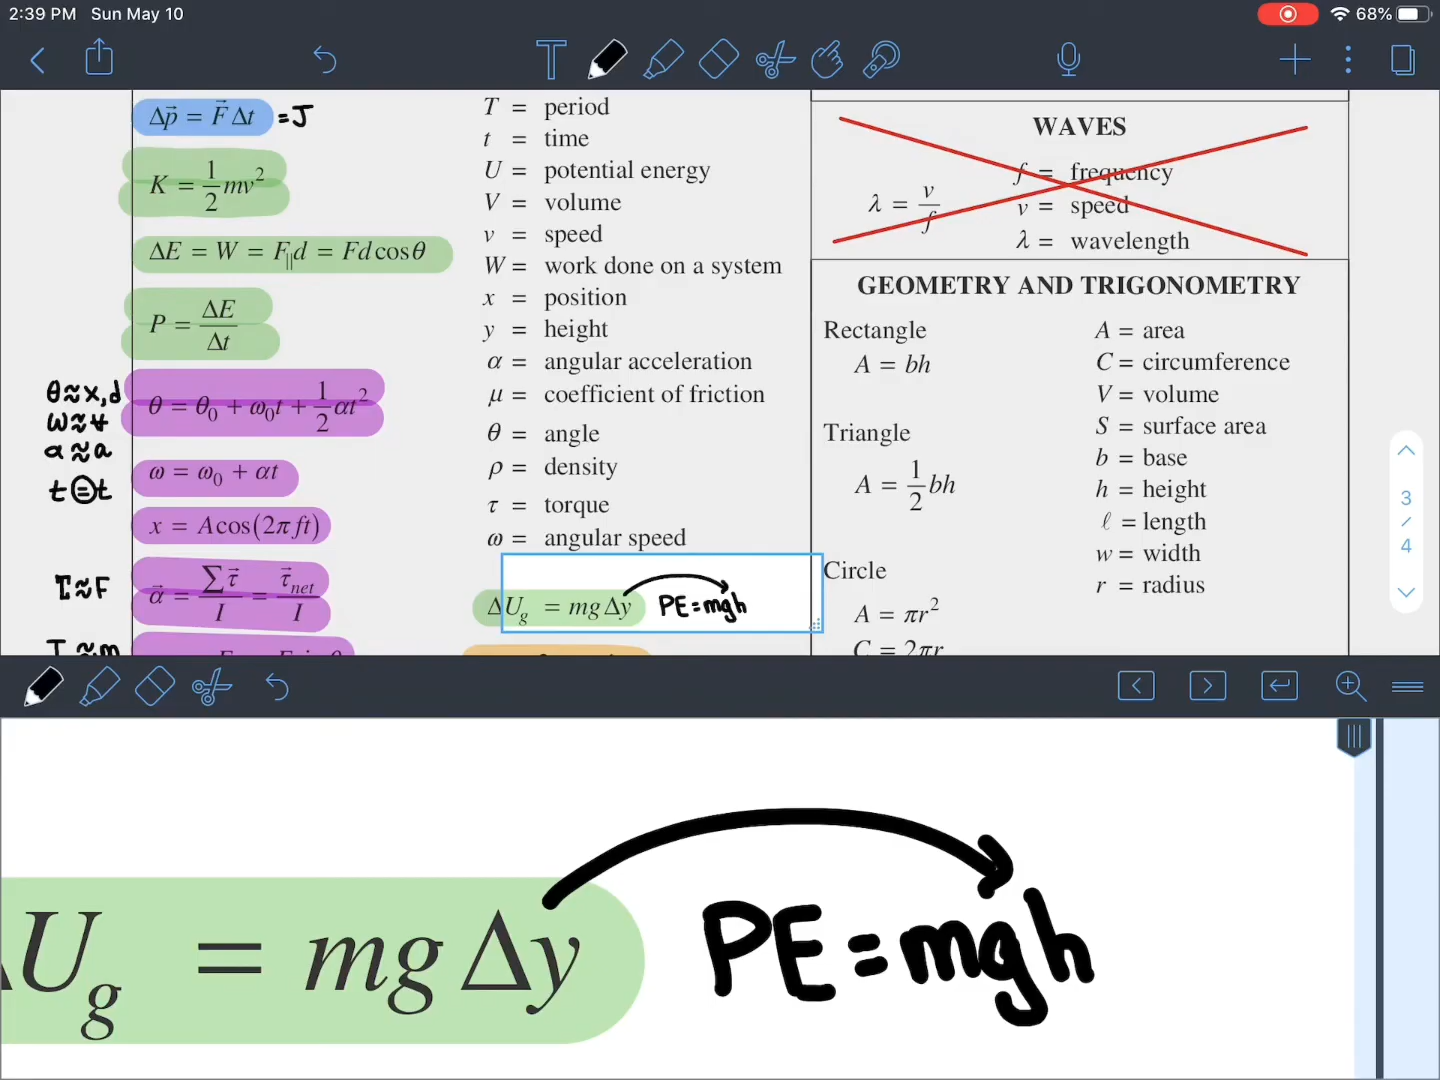 2:39 PM Sun May 10
68%
Δp⃗ = F⃗ Δt = J
K = 1/2 mv²
ΔE = W = F∥d = Fd cosθ
P = ΔE/Δt
θ≈x,d
ω≈v
α≈a
t=t
θ = θ₀ + ω₀t + 1/2 αt²
ω = ω₀ + αt
x = A cos(2πft)
τ≈F
α⃗ = Στ⃗/I = τ⃗net/I
I≈m
T = period
t = time
U = potential energy
V = volume
v = speed
W = work done on a system
x = position
y = height
α = angular acceleration
μ = coefficient of friction
θ = angle
ρ = density
τ = torque
ω = angular speed
ΔUg = mgΔy PE=mgh
WAVES
λ = v/f
f = frequency
v = speed
λ = wavelength
GEOMETRY AND TRIGONOMETRY
Rectangle
A = bh
Triangle
A = 1/2 bh
Circle
A = πr²
C = 2πr
A = area
C = circumference
V = volume
S = surface area
b = base
h = height
ℓ = length
w = width
r = radius
3
/
4
Ug = mgΔy PE=mgh